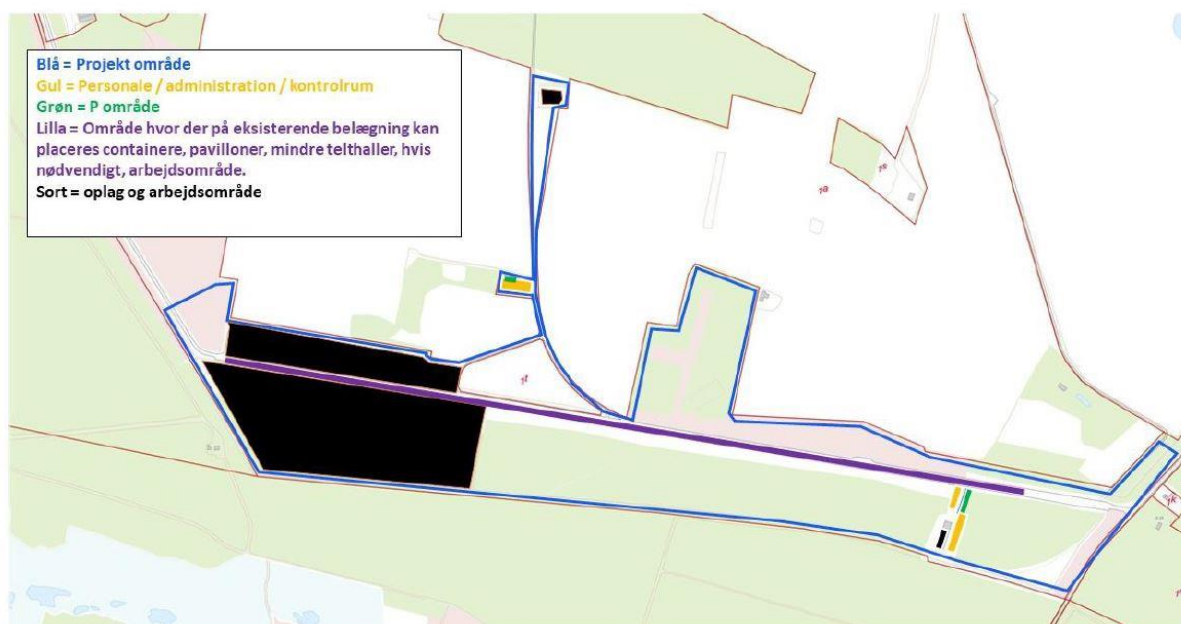 Blå = Projekt område
Gul = Personale / administration / kontrolrum
Grøn = P område
Lilla = Område hvor der på eksisterende belægning kan
placeres containere, pavilloner, mindre telthaller, hvis
nødvendigt, arbejdsområde.
Sort = oplag og arbejdsområde
7a